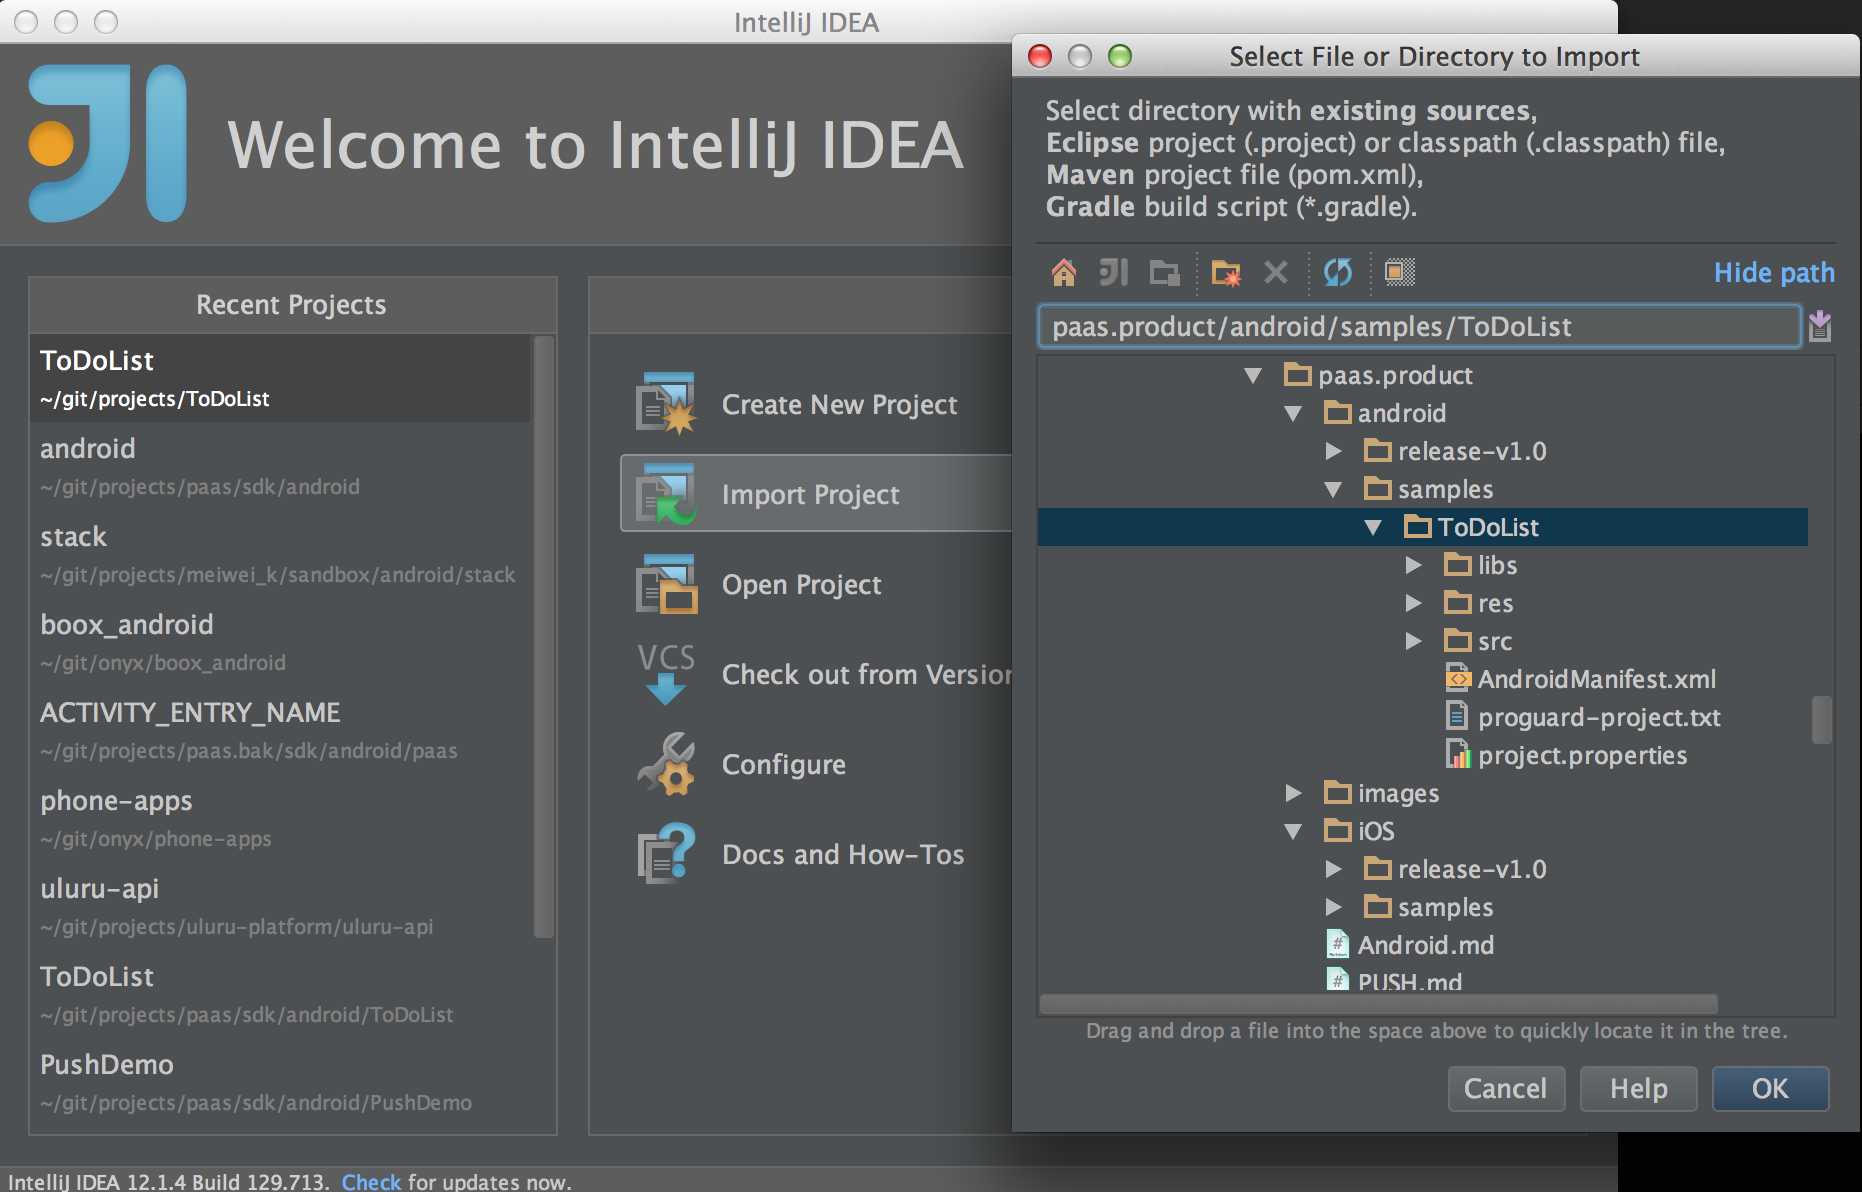 IntelliJ IDEA
Welcome to IntelliJ IDEA
Recent Projects
ToDoList
~/git/projects/ToDoList
android
~/git/projects/paas/sdk/android
stack
~/git/projects/meiwei_k/sandbox/android/stack
boox_android
~/git/onyx/boox_android
ACTIVITY_ENTRY_NAME
~/git/projects/paas.bak/sdk/android/paas
phone-apps
~/git/onyx/phone-apps
uluru-api
~/git/projects/uluru-platform/uluru-api
ToDoList
~/git/projects/paas/sdk/android/ToDoList
PushDemo
~/git/projects/paas/sdk/android/PushDemo
Create New Project
Import Project
Open Project
VCS
Check out from Version
Configure
Docs and How-Tos
IntelliJ IDEA 12.1.4 Build 129.713. Check for updates now.
Select File or Directory to Import
Select directory with existing sources,
Eclipse project (.project) or classpath (.classpath) file,
Maven project file (pom.xml),
Gradle build script (*.gradle).
Hide path
paas.product/android/samples/ToDoList
paas.product
android
release-v1.0
samples
ToDoList
libs
res
src
AndroidManifest.xml
proguard-project.txt
project.properties
images
iOS
release-v1.0
samples
Android.md
PUSH.md
Drag and drop a file into the space above to quickly locate it in the tree.
Cancel
Help
OK